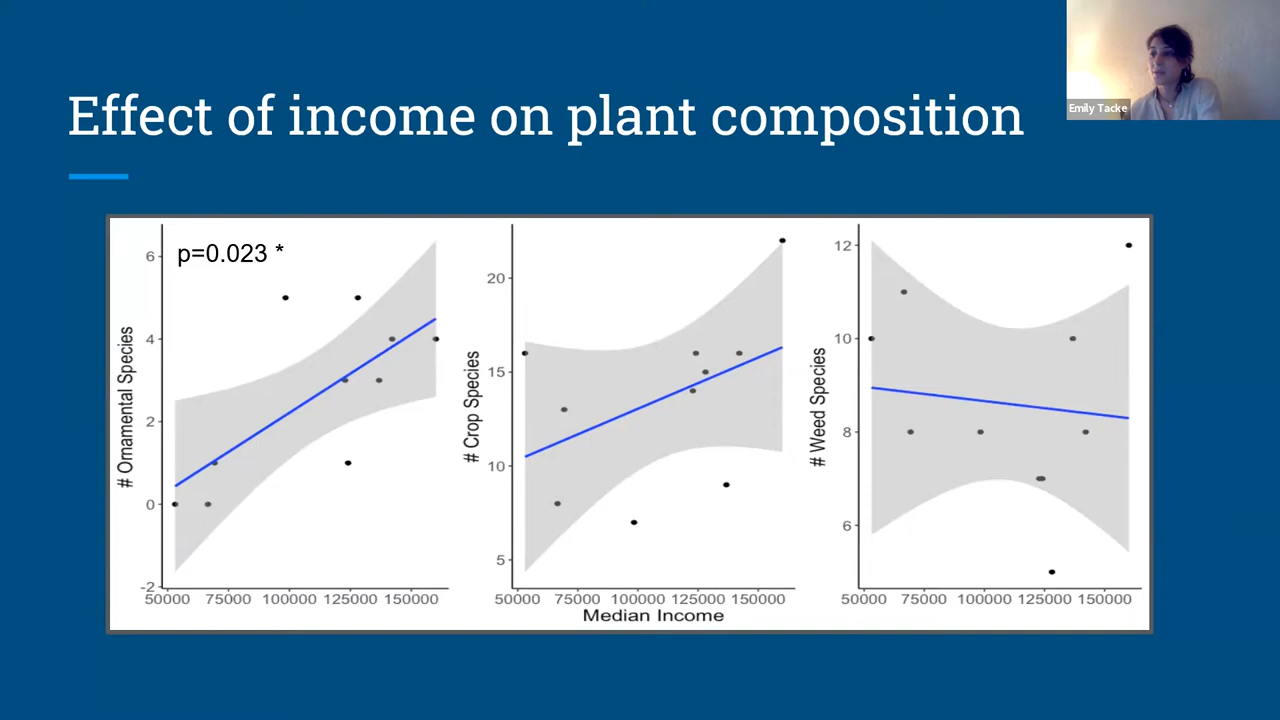 Effect of income on plant composition
Emily Tacke
p=0.023 *
# Ornamental Species
6
4
2
0
-2
50000 75000 100000 125000 150000
# Crop Species
20
15
10
5
50000 75000 100000 125000 150000
Median Income
# Weed Species
12
10
8
6
50000 75000 100000 125000 150000